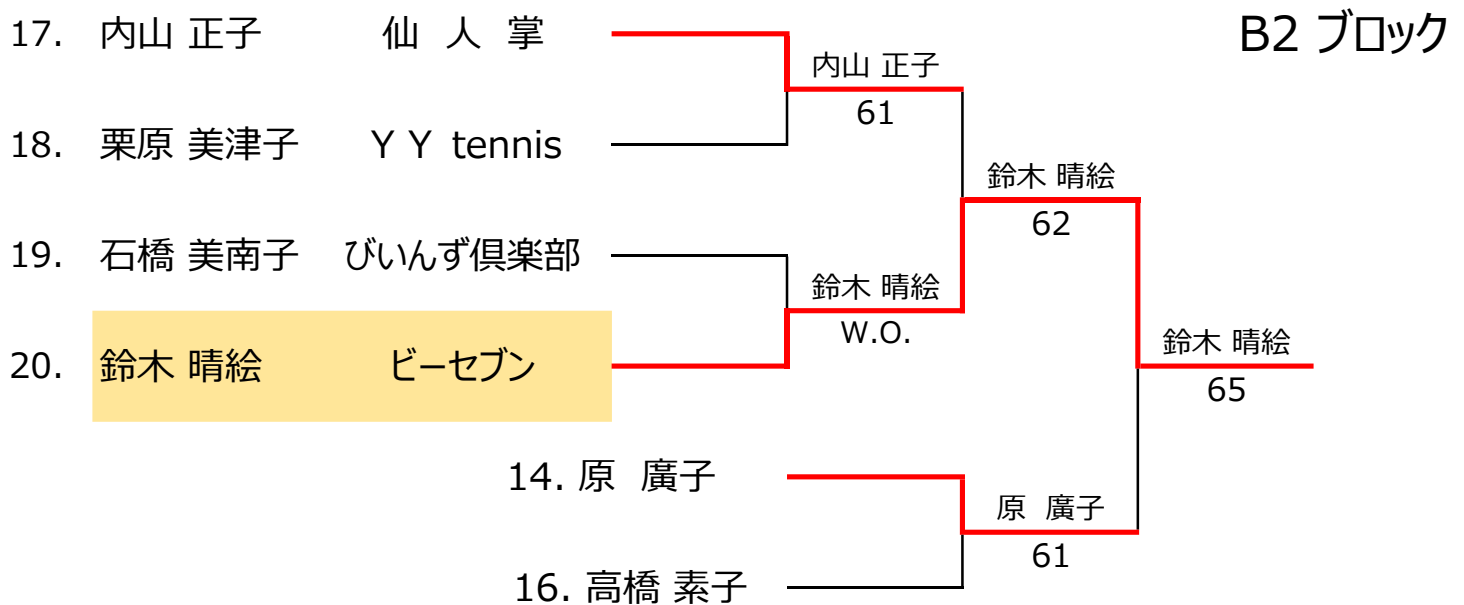 B2 ブロック
17. 内山 正子 仙 人 掌
内山 正子
61
18. 栗原 美津子 Y Y tennis
鈴木 晴絵
62
19. 石橋 美南子 びいんず倶楽部
鈴木 晴絵
W.O.
20. 鈴木 晴絵 ビーセブン
鈴木 晴絵
65
14. 原 廣子
原 廣子
61
16. 高橋 素子